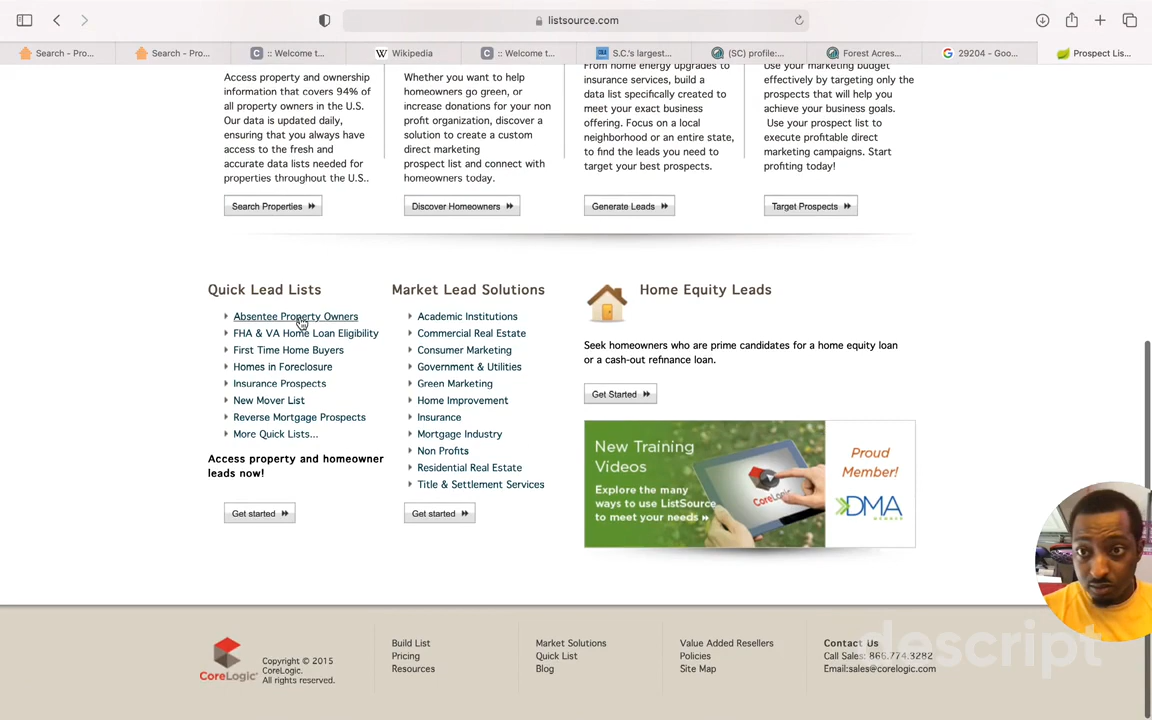 listsource.com
Search - Pro...
Search - Pro...
:: Welcome t...
Wikipedia
:: Welcome t...
S.C.'s largest...
(SC) profile:...
Forest Acres...
29204 - Goo...
Prospect Lis...
Access property and ownership
information that covers 94% of
all property owners in the U.S.
Our data is updated daily,
ensuring that you always have
access to the fresh and
accurate data lists needed for
properties throughout the U.S..
Search Properties
Whether you want to help
homeowners go green, or
increase donations for your non
profit organization, discover a
solution to create a custom
direct marketing
prospect list and connect with
homeowners today.
Discover Homeowners
From home energy upgrades to
insurance services, build a
data list specifically created to
meet your exact business
offering. Focus on a local
neighborhood or an entire state,
to find the leads you need to
target your best prospects.
Generate Leads
Use your marketing budget
effectively by targeting only the
prospects that will help you
achieve your business goals.
Use your prospect list to
execute profitable direct
marketing campaigns. Start
profiting today!
Target Prospects
Quick Lead Lists
Absentee Property Owners
FHA & VA Home Loan Eligibility
First Time Home Buyers
Homes in Foreclosure
Insurance Prospects
New Mover List
Reverse Mortgage Prospects
More Quick Lists...
Access property and homeowner
leads now!
Get started
Market Lead Solutions
Academic Institutions
Commercial Real Estate
Consumer Marketing
Government & Utilities
Green Marketing
Home Improvement
Insurance
Mortgage Industry
Non Profits
Residential Real Estate
Title & Settlement Services
Get started
Home Equity Leads
Seek homeowners who are prime candidates for a home equity loan
or a cash-out refinance loan.
Get Started
New Training
Videos
Explore the many
ways to use ListSource
to meet your needs
CoreLogic
Proud
Member!
DMA
CoreLogic
Copyright © 2015
CoreLogic.
All rights reserved.
Build List
Pricing
Resources
Market Solutions
Quick List
Blog
Value Added Resellers
Policies
Site Map
Contact Us
Call Sales: 866.774.3282
Email:sales@corelogic.com
descript